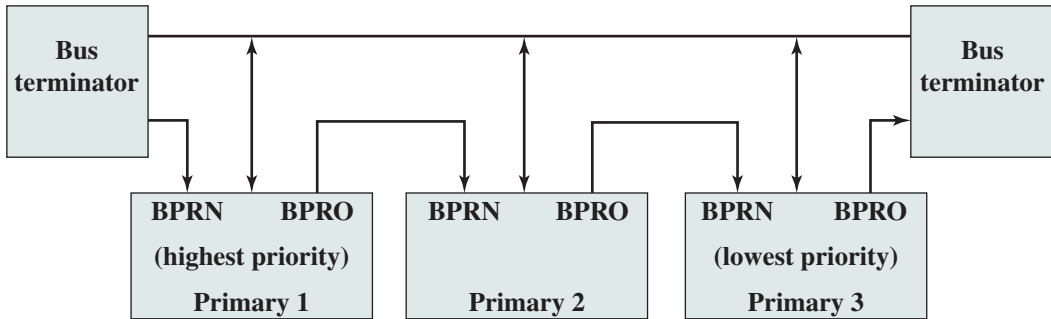 Bus
terminator
Bus
terminator
BPRN BPRO
(highest priority)
Primary 1
BPRN BPRO
Primary 2
BPRN BPRO
(lowest priority)
Primary 3